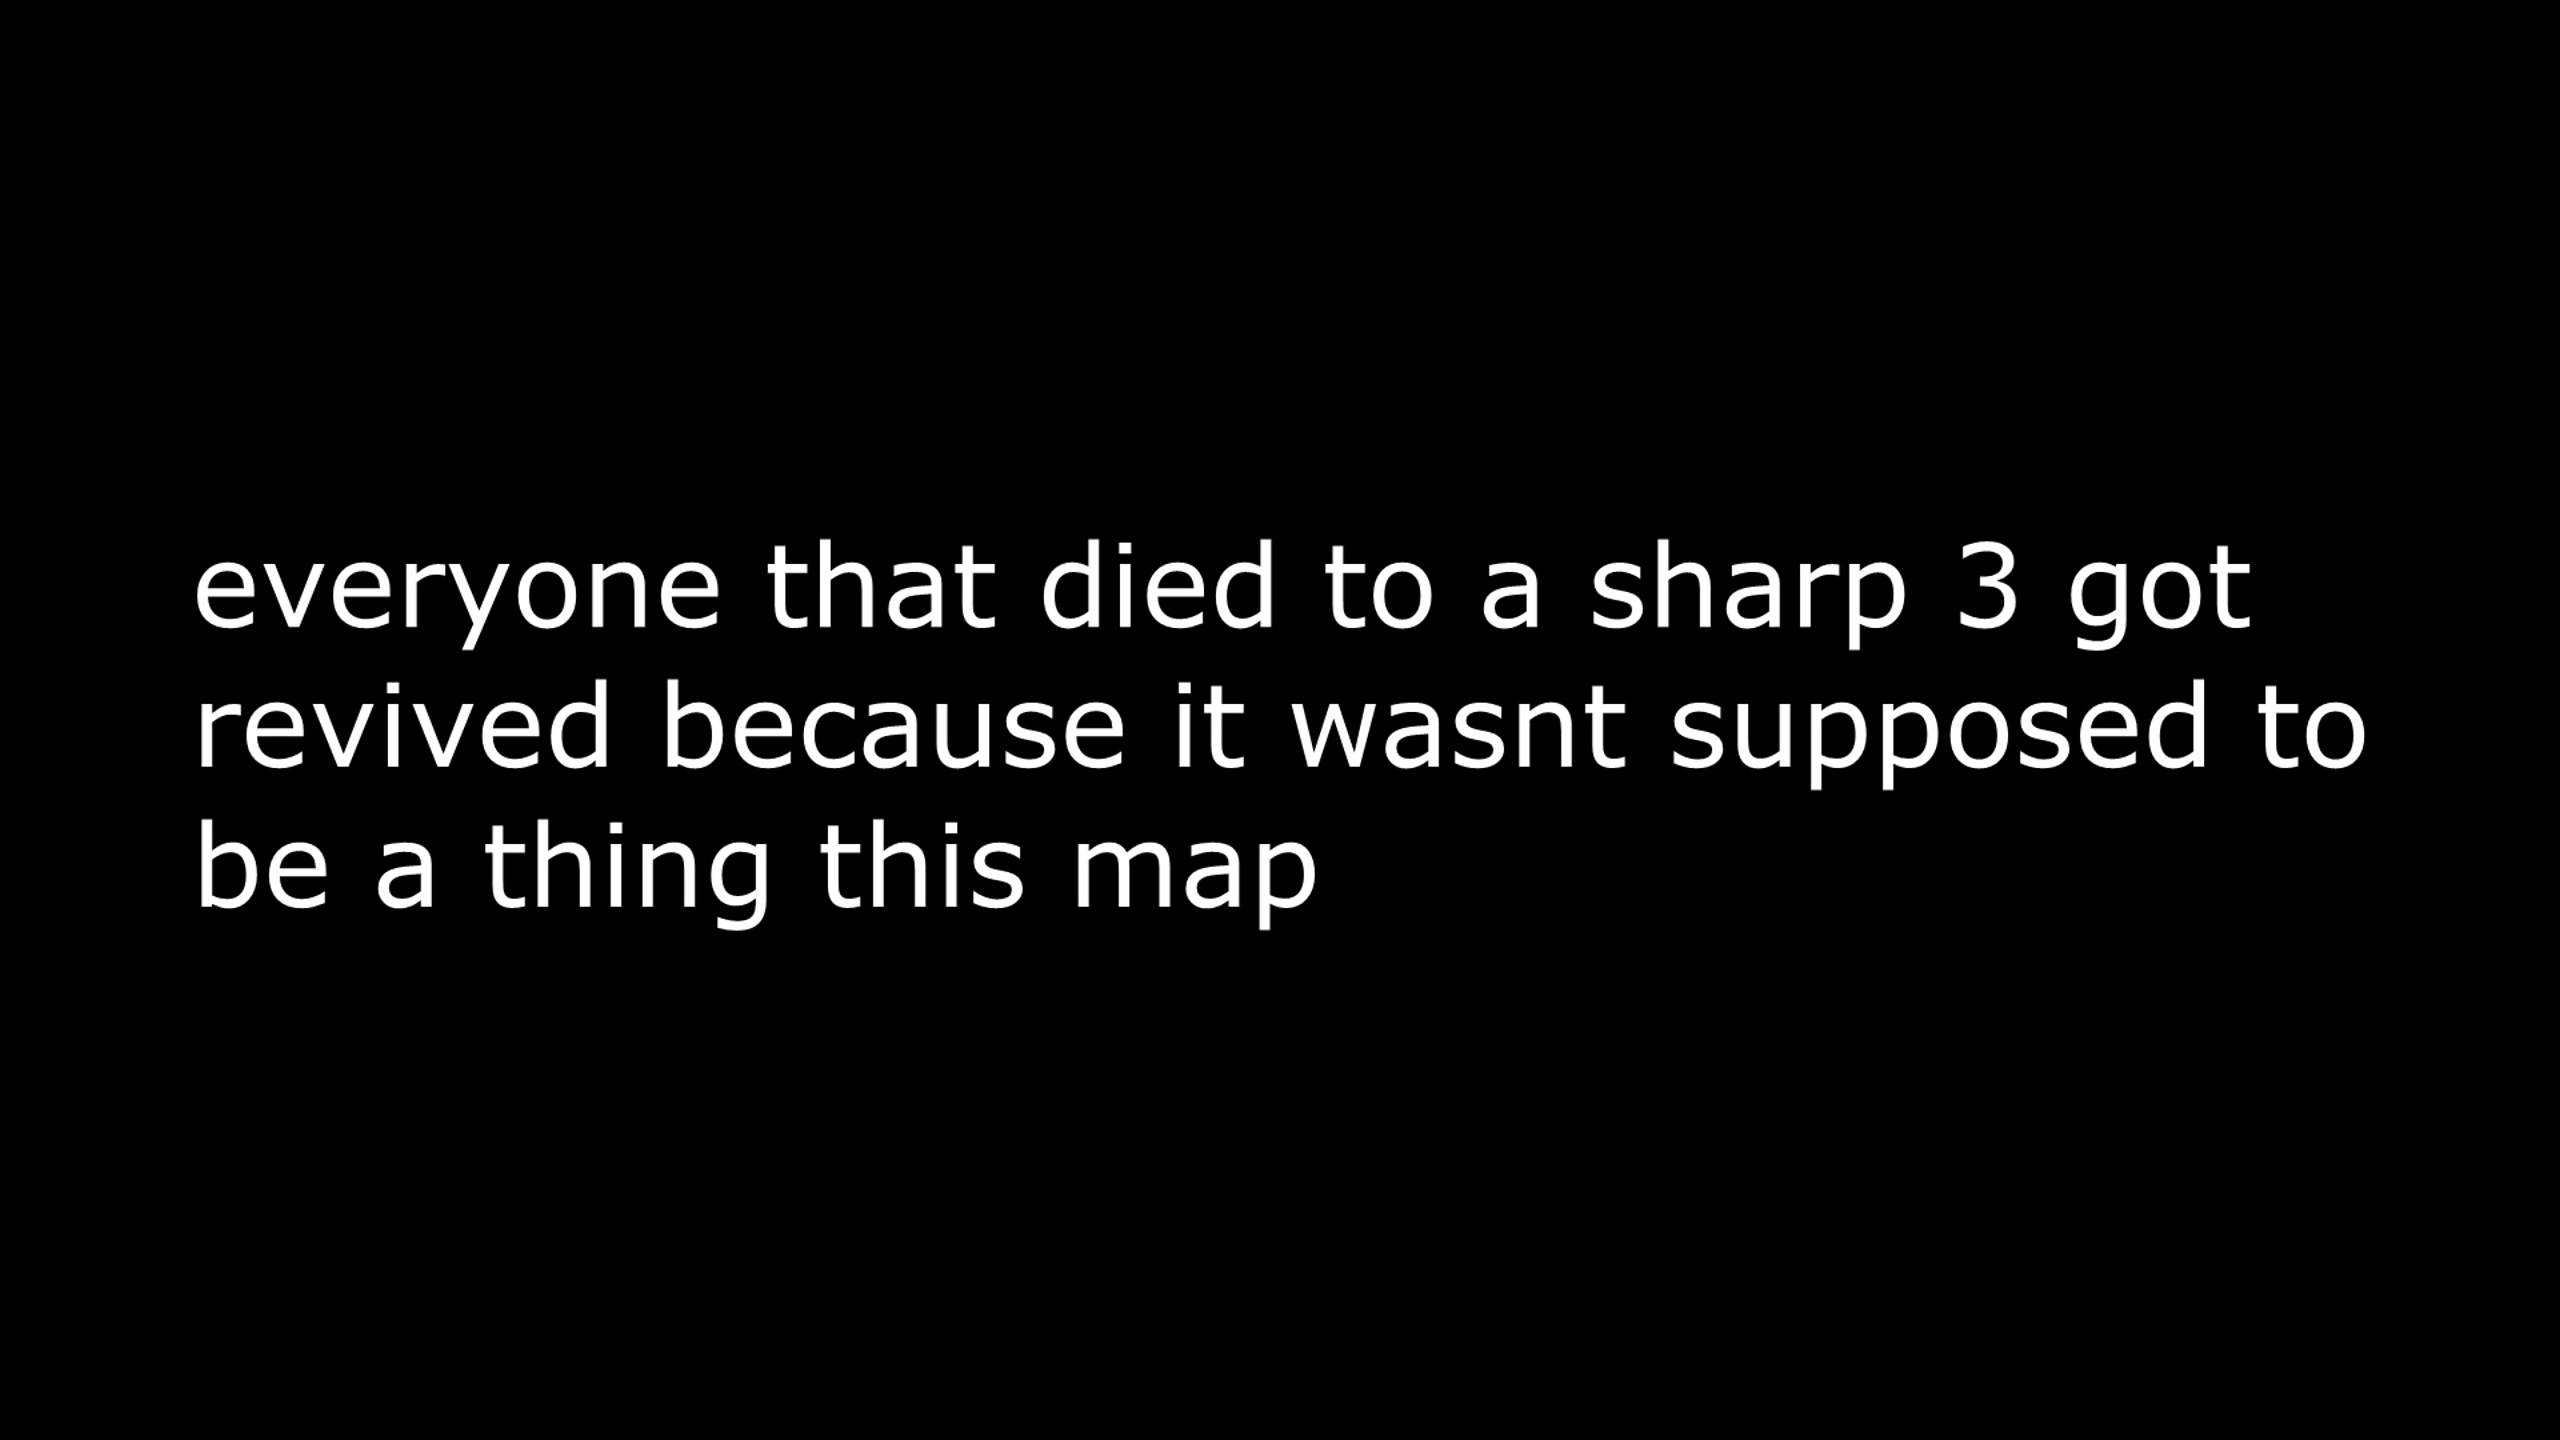 everyone that died to a sharp 3 got
revived because it wasnt supposed to
be a thing this map